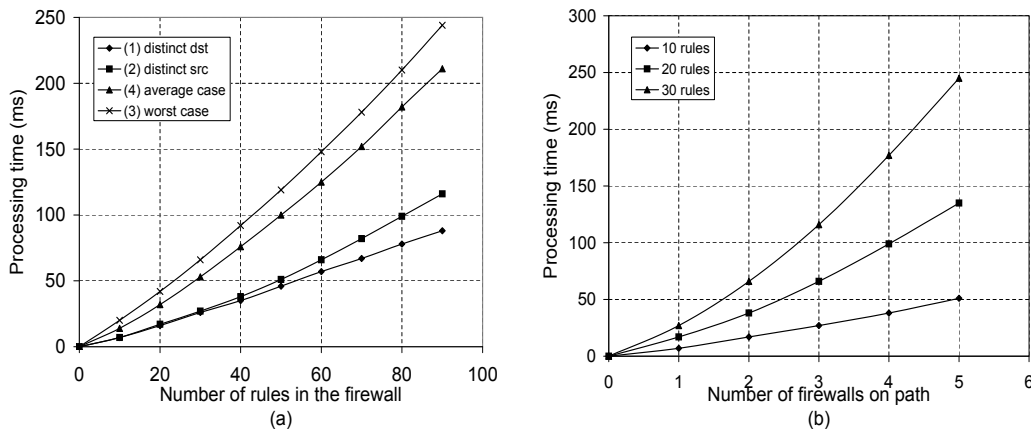 250
200
150
100
50
0
Processing time (ms)
(1) distinct dst
(2) distinct src
(4) average case
(3) worst case
0 20 40 60 80 100
Number of rules in the firewall
(a)
300
250
200
150
100
50
0
Processing time (ms)
10 rules
20 rules
30 rules
0 1 2 3 4 5 6
Number of firewalls on path
(b)